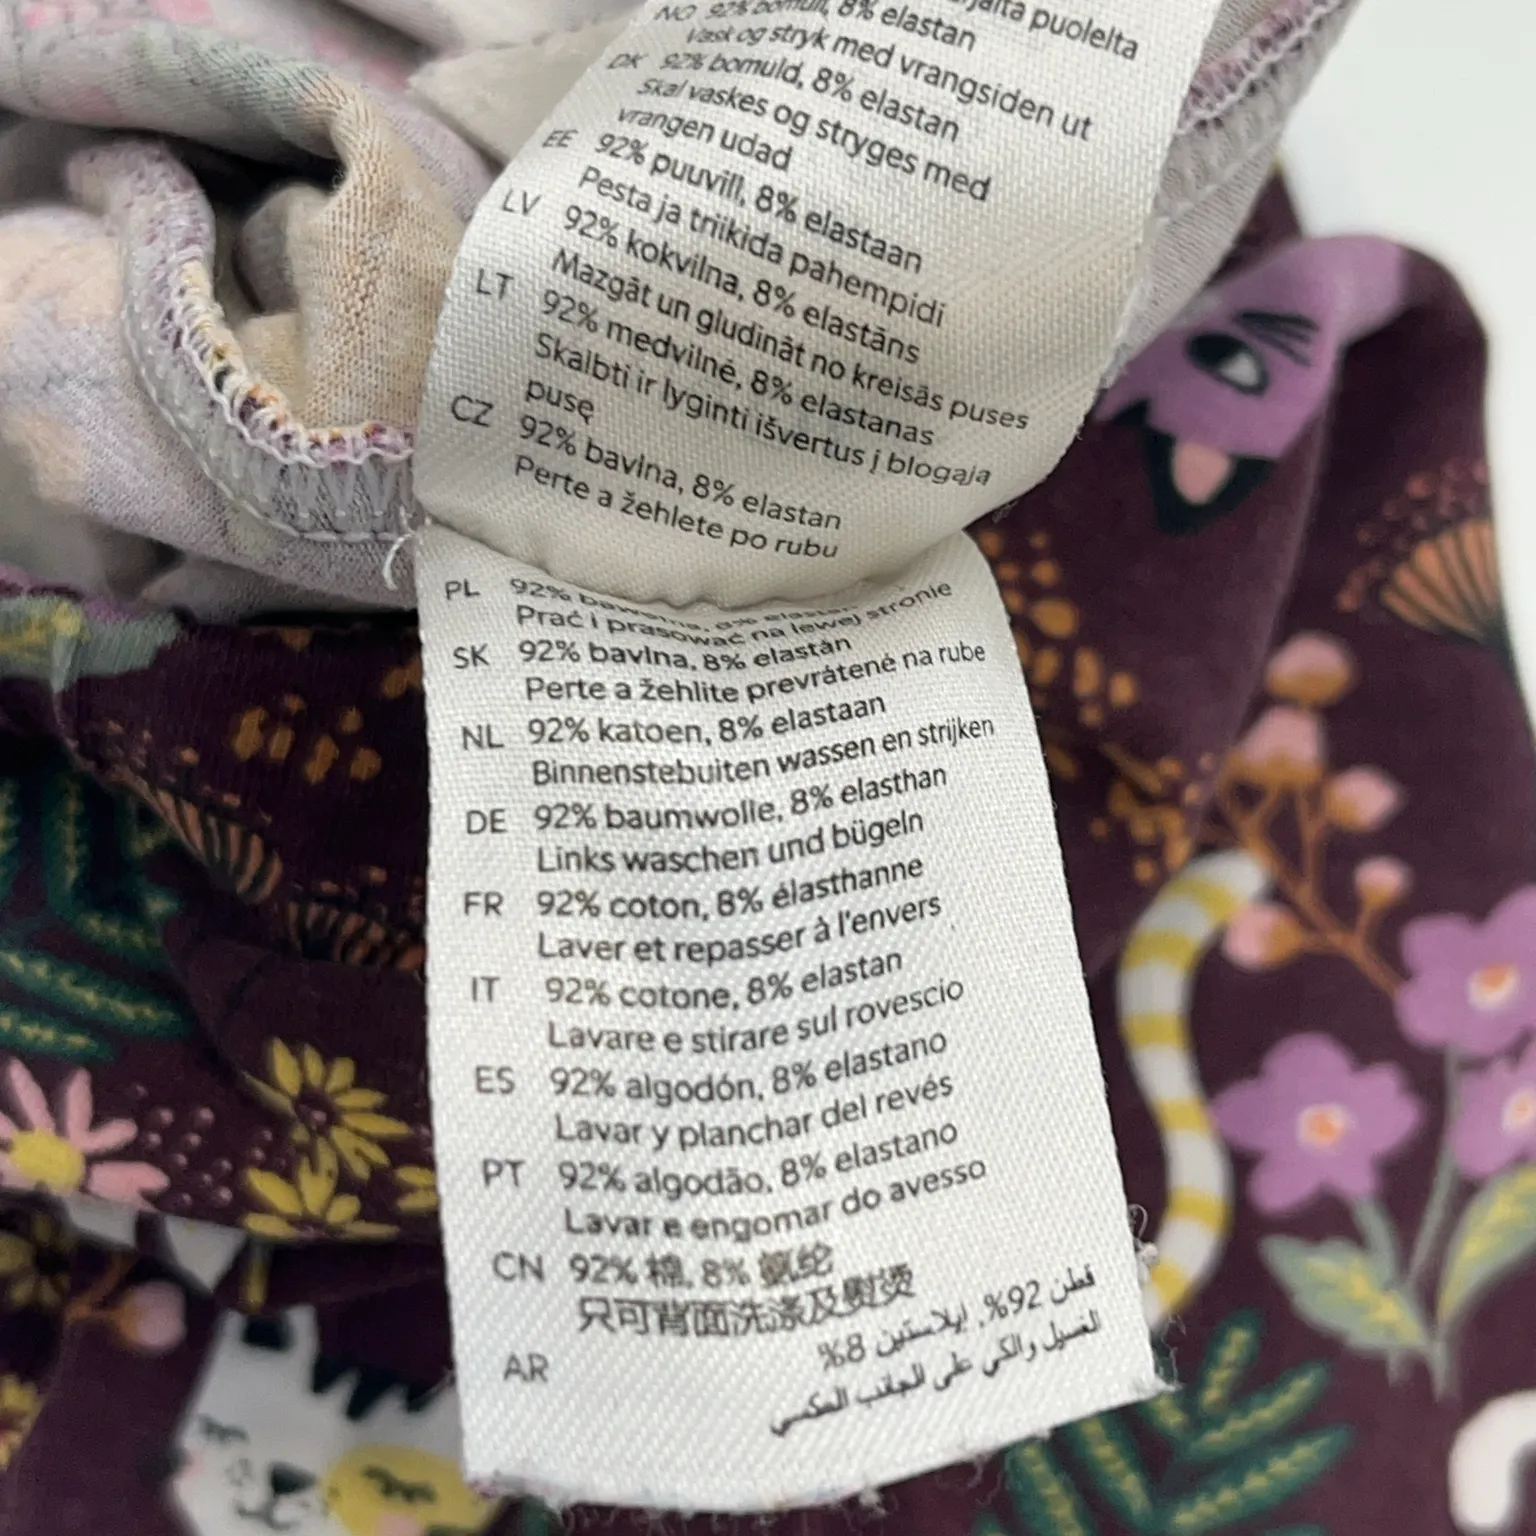 puolelta
NO 92% bomull, 8% elastan
Vask og stryk med vrangsiden ut
DK 92% bomuld, 8% elastan
Skal vaskes og stryges med
vrangen udad
EE 92% puuvill, 8% elastaan
Pesta ja triikida pahempidi
LV 92% kokvilna, 8% elastāns
Mazgāt un gludināt no kreisās puses
LT 92% medvilnė, 8% elastanas
Skalbti ir lyginti išvertus į blogąją
pusę
CZ 92% bavlna, 8% elastan
Perte a žehlete po rubu
PL 92% bawełna, 8% elastan
Prać i prasować na lewej stronie
SK 92% bavlna, 8% elastán
Perte a žehlite prevrátené na rube
NL 92% katoen, 8% elastaan
Binnenstebuiten wassen en strijken
DE 92% baumwolle, 8% elasthan
Links waschen und bügeln
FR 92% coton, 8% élasthanne
Laver et repasser à l'envers
IT 92% cotone, 8% elastan
Lavare e stirare sul rovescio
ES 92% algodón, 8% elastano
Lavar y planchar del revés
PT 92% algodão, 8% elastano
Lavar e engomar do avesso
CN 92% 棉, 8% 氨纶
只可背面洗涤及熨烫
AR قطن 92%, إيلاستين 8%
الغسيل والكي على الجانب العكسي